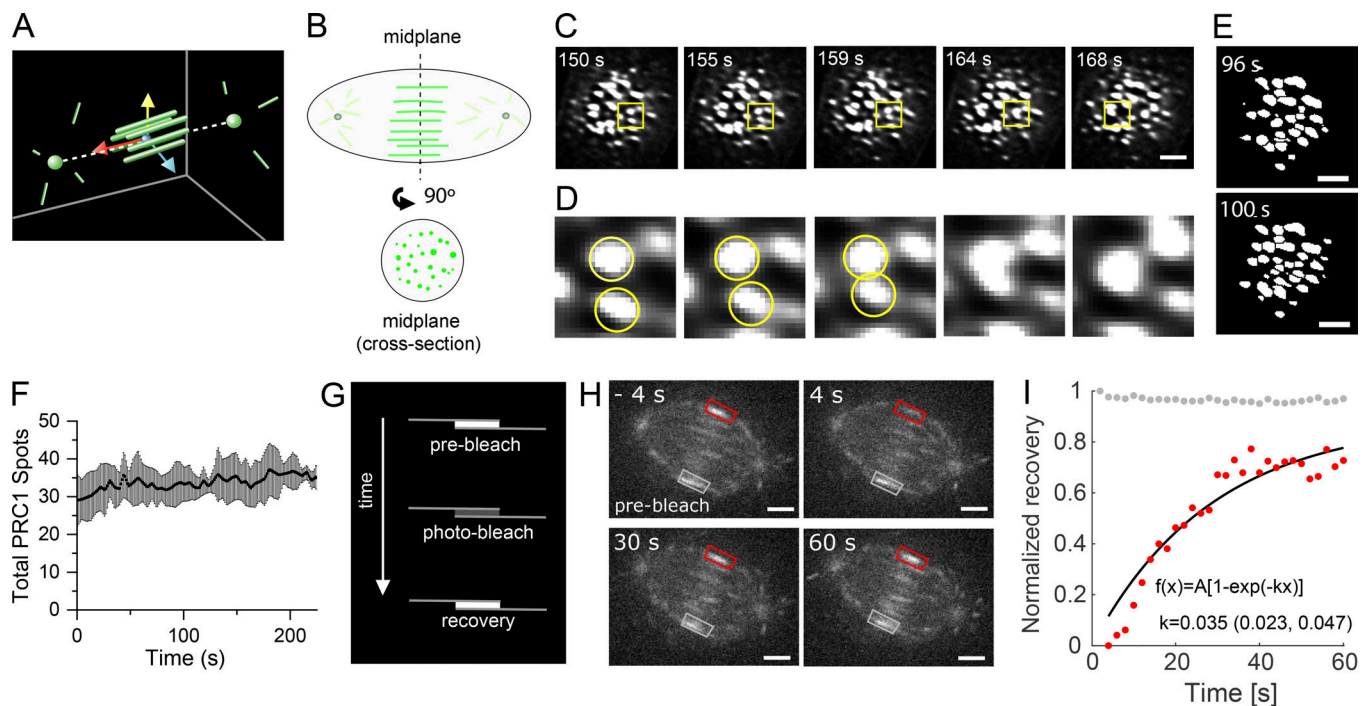 A
B
midplane
90º
midplane
(cross-section)
C
150 s
155 s
159 s
164 s
168 s
D
E
96 s
100 s
F
Total PRC1 Spots
50
40
30
20
10
0
0
100
200
Time (s)
G
time
pre-bleach
photo-bleach
recovery
H
- 4 s
pre-bleach
4 s
30 s
60 s
I
Normalized recovery
1
0.8
0.6
0.4
0.2
0
f(x)=A[1-exp(-kx)]
k=0.035 (0.023, 0.047)
0
20
40
60
Time [s]